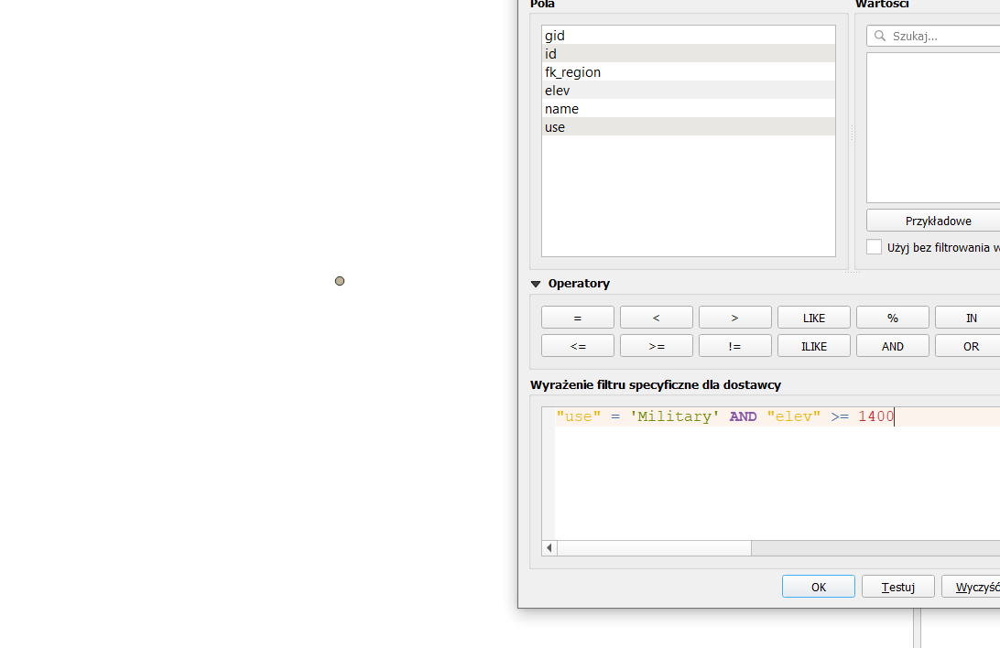 Pola
gid
id
fk_region
elev
name
use
Wartości
Szukaj...
Przykładowe
Użyj bez filtrowania w
Operatory
= < > LIKE % IN
<= >= != ILIKE AND OR
Wyrażenie filtru specyficzne dla dostawcy
"use" = 'Military' AND "elev" >= 1400
OK Testuj Wyczyść